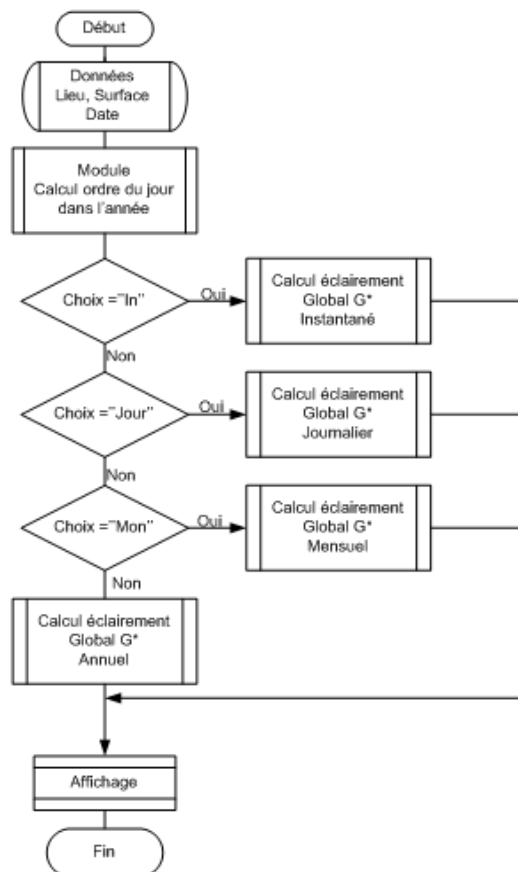 Début
Données
Lieu, Surface
Date
Module
Calcul ordre du jour
dans l'année
Choix ="In"
Oui
Calcul éclairement
Global G*
Instantané
Non
Choix ="Jour"
Oui
Calcul éclairement
Global G*
Journalier
Non
Choix ="Mon"
Oui
Calcul éclairement
Global G*
Mensuel
Non
Calcul éclairement
Global G*
Annuel
Affichage
Fin